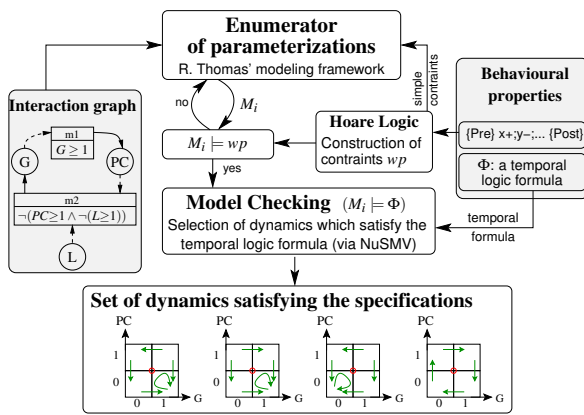 Enumerator
of parameterizations
R. Thomas' modeling framework
no
M_i
simple
contraints
Behavioural
properties
{Pre} x+;y−;... {Post}
Φ: a temporal
logic formula
Interaction graph
m1
G ≥ 1
G
PC
m2
¬(PC≥1 ∧ ¬(L≥1))
L
M_i ⊨ wp
Hoare Logic
Construction of
contraints wp
yes
Model Checking (M_i ⊨ Φ)
Selection of dynamics which satisfy the
temporal logic formula (via NuSMV)
temporal
formula
Set of dynamics satisfying the specifications
PC PC PC PC
1 1 1 1
0 0 0 0
0 1 G 0 1 G 0 1 G 0 1 G